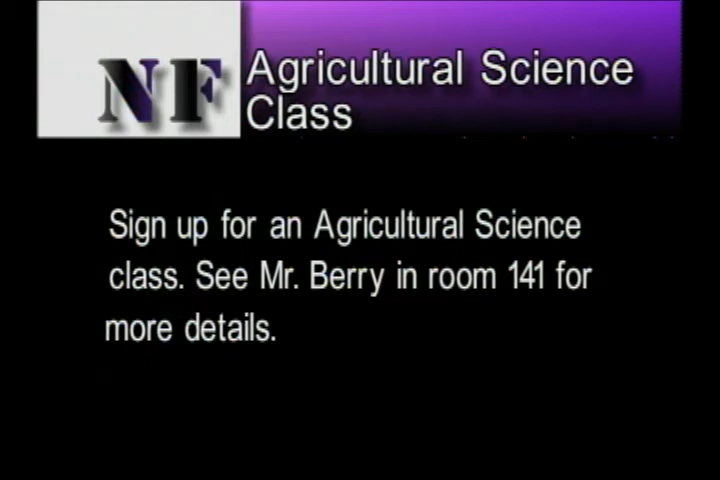 NF
Agricultural Science
Class
Sign up for an Agricultural Science
class. See Mr. Berry in room 141 for
more details.